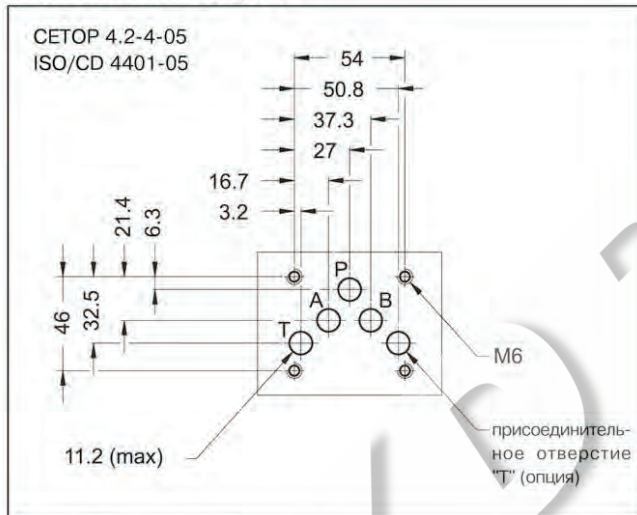 СЕТОР 4.2-4-05
ISO/CD 4401-05
54
50.8
37.3
27
16.7
3.2
21.4
6.3
46
32.5
P
A
B
T
M6
11.2 (max)
присоединитель-
ное отверстие
"Т" (опция)